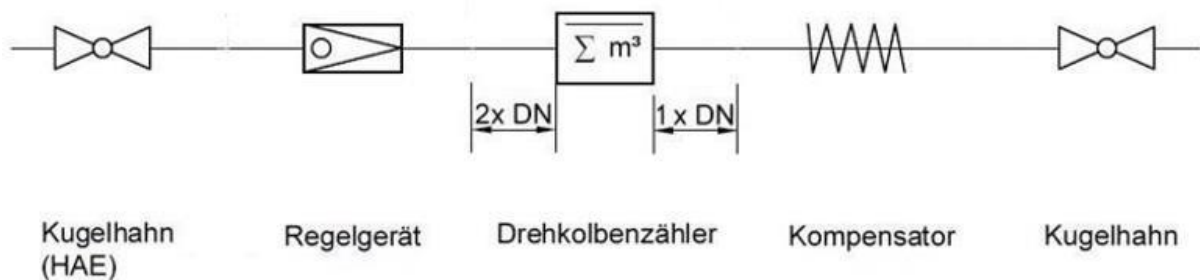 ∑ m³
2x DN
1 x DN
Kugelhahn
(HAE)
Regelgerät
Drehkolbenzähler
Kompensator
Kugelhahn